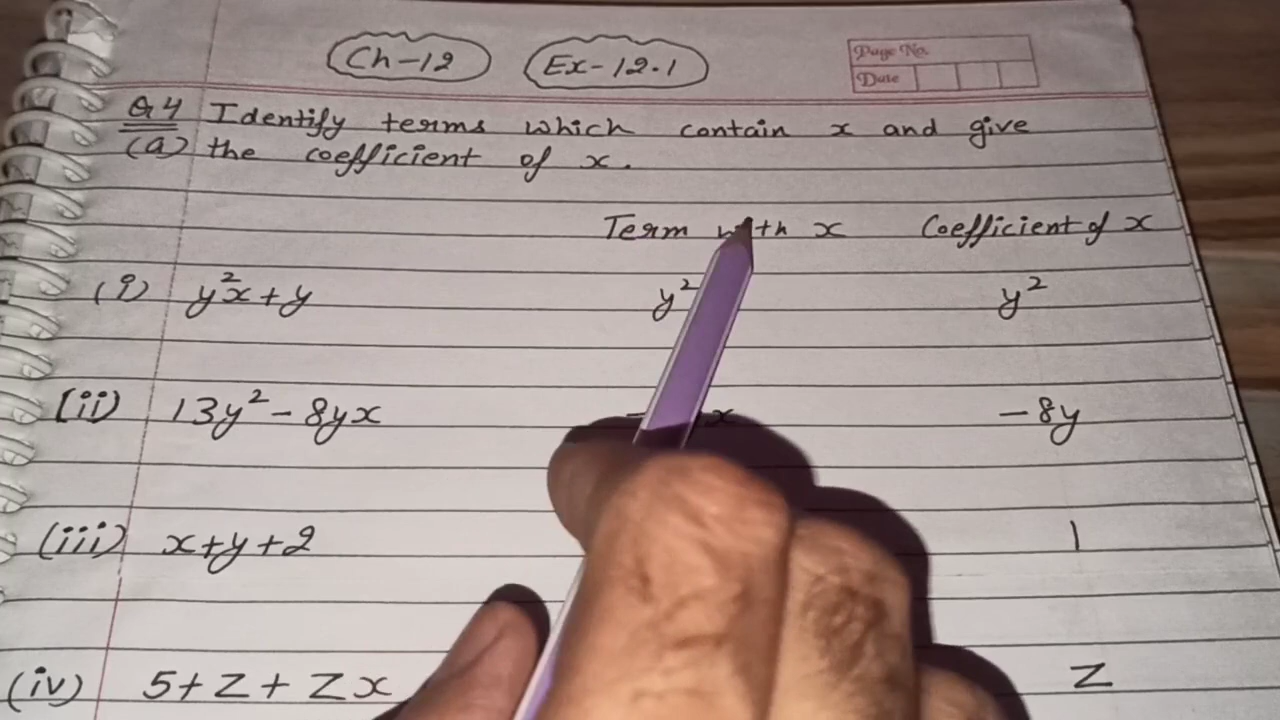 Ch-12 Ex-12.1 Page No.
Date
Q4 Identify terms which contain x and give
(a) the coefficient of x.
Term with x Coefficient of x
(i) y²x + y y² y²
(ii) 13y² - 8yx - x -8y
(iii) x+y+2 1
(iv) 5+z+zx z